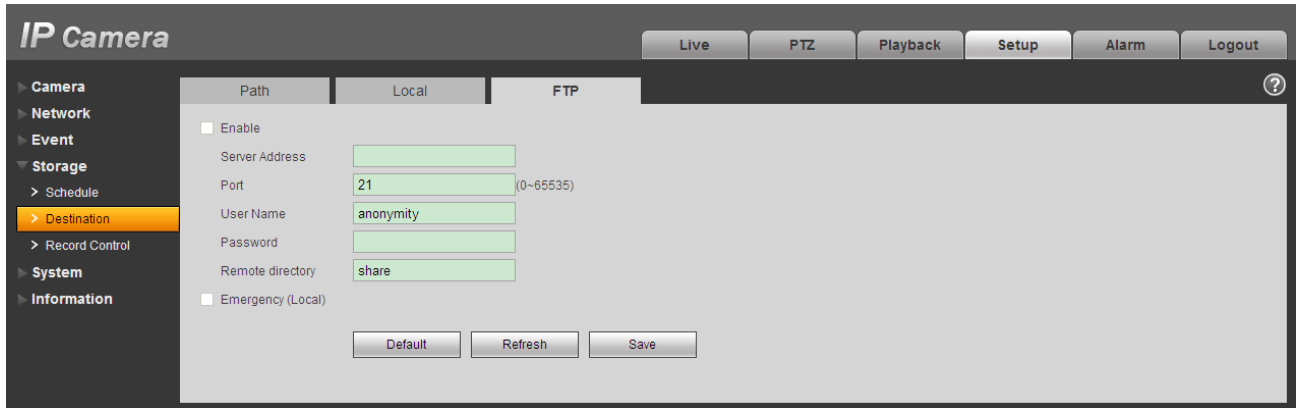 IP Camera
Live PTZ Playback Setup Alarm Logout
Camera
Network
Event
Storage
> Schedule
> Destination
> Record Control
System
Information
Path Local FTP
?
Enable
Server Address
Port 21 (0~65535)
User Name anonymity
Password
Remote directory share
Emergency (Local)
Default Refresh Save